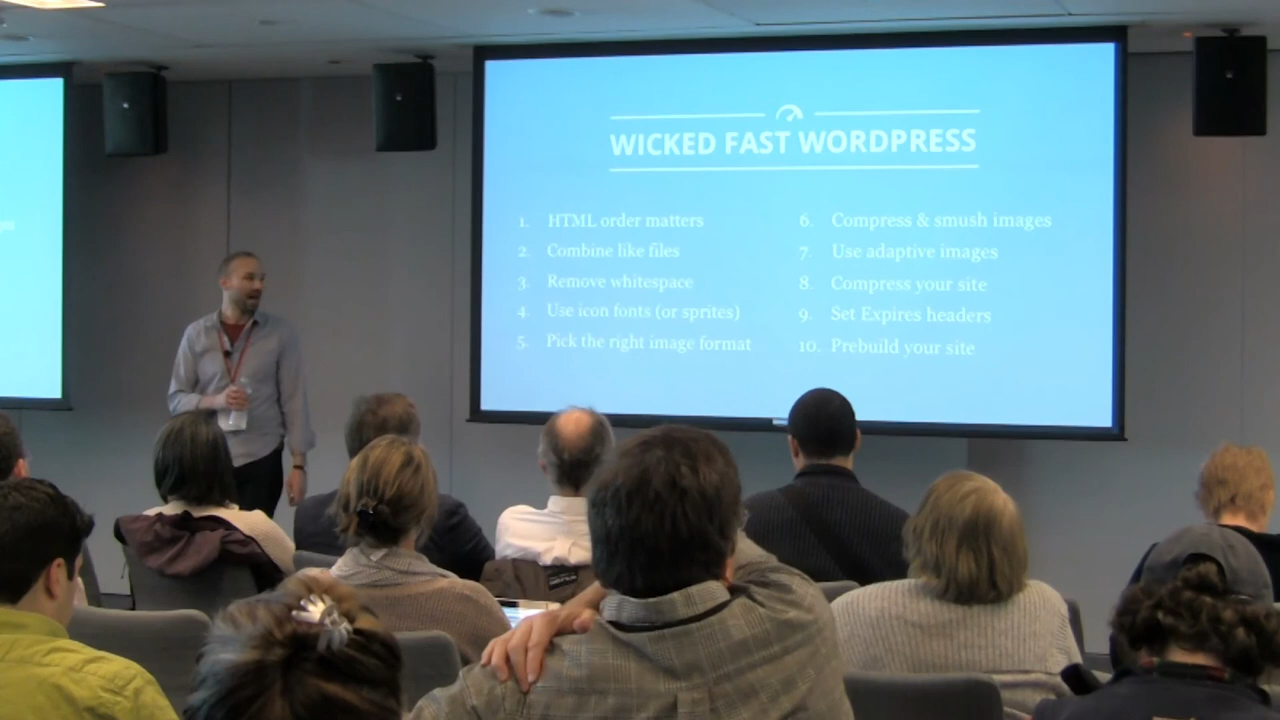 WICKED FAST WORDPRESS
1. HTML order matters
2. Combine like files
3. Remove whitespace
4. Use icon fonts (or sprites)
5. Pick the right image format
6. Compress & smush images
7. Use adaptive images
8. Compress your site
9. Set Expires headers
10. Prebuild your site